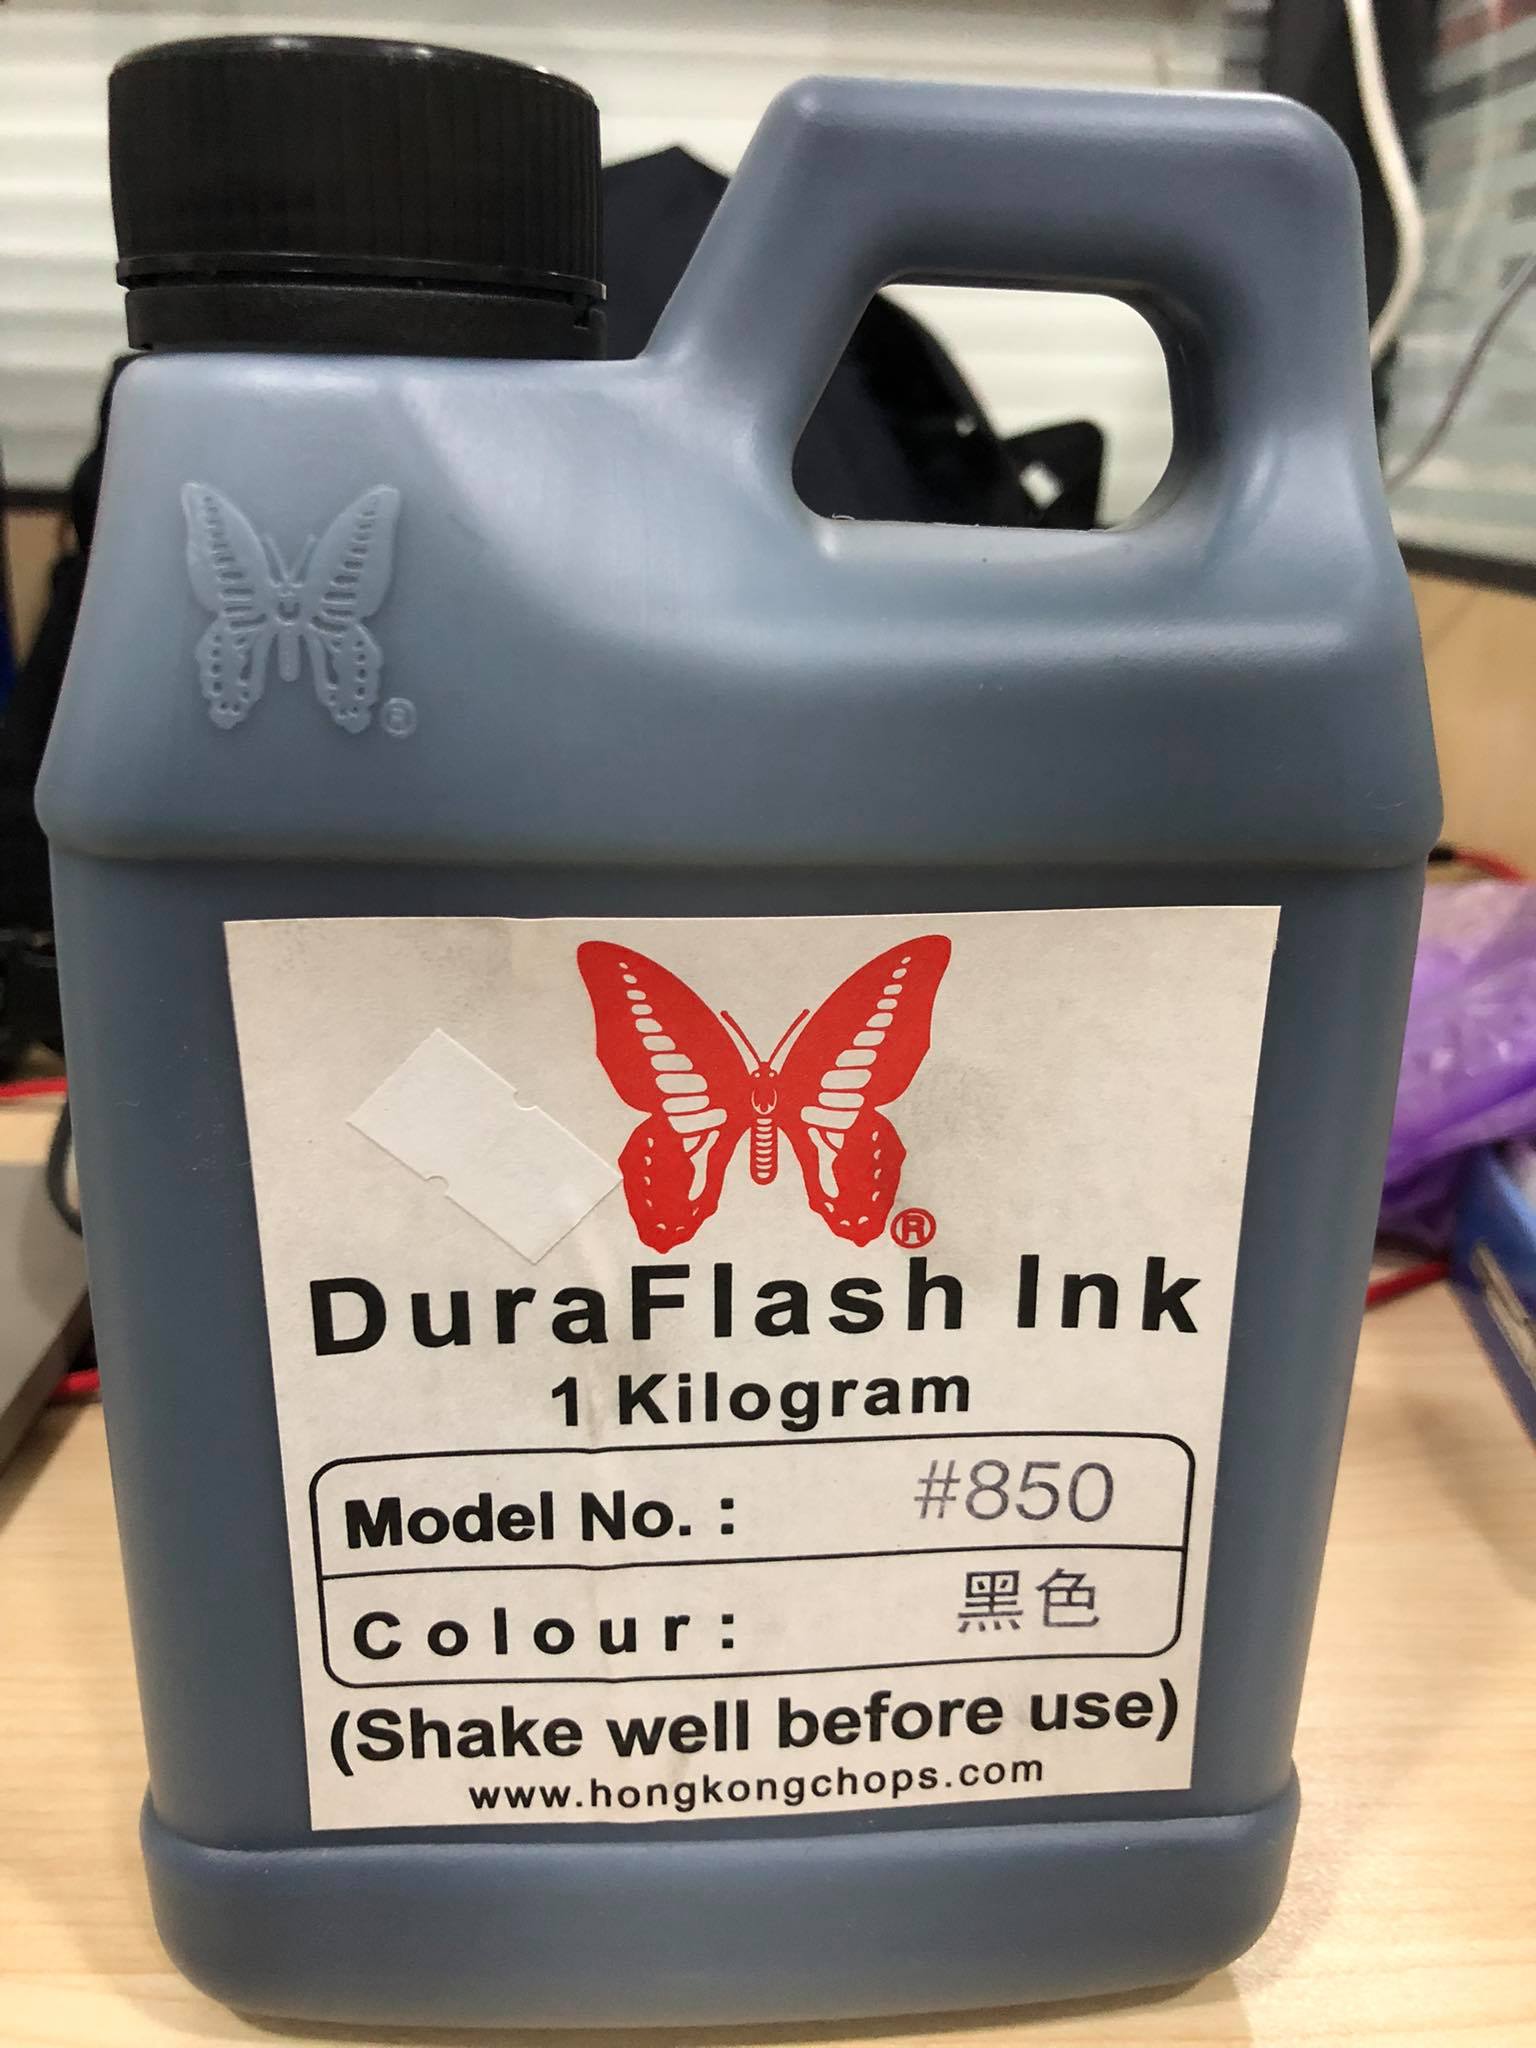 ®
®
DuraFlash Ink
1 Kilogram
Model No. : #850
Colour : 黑色
(Shake well before use)
www.hongkongchops.com